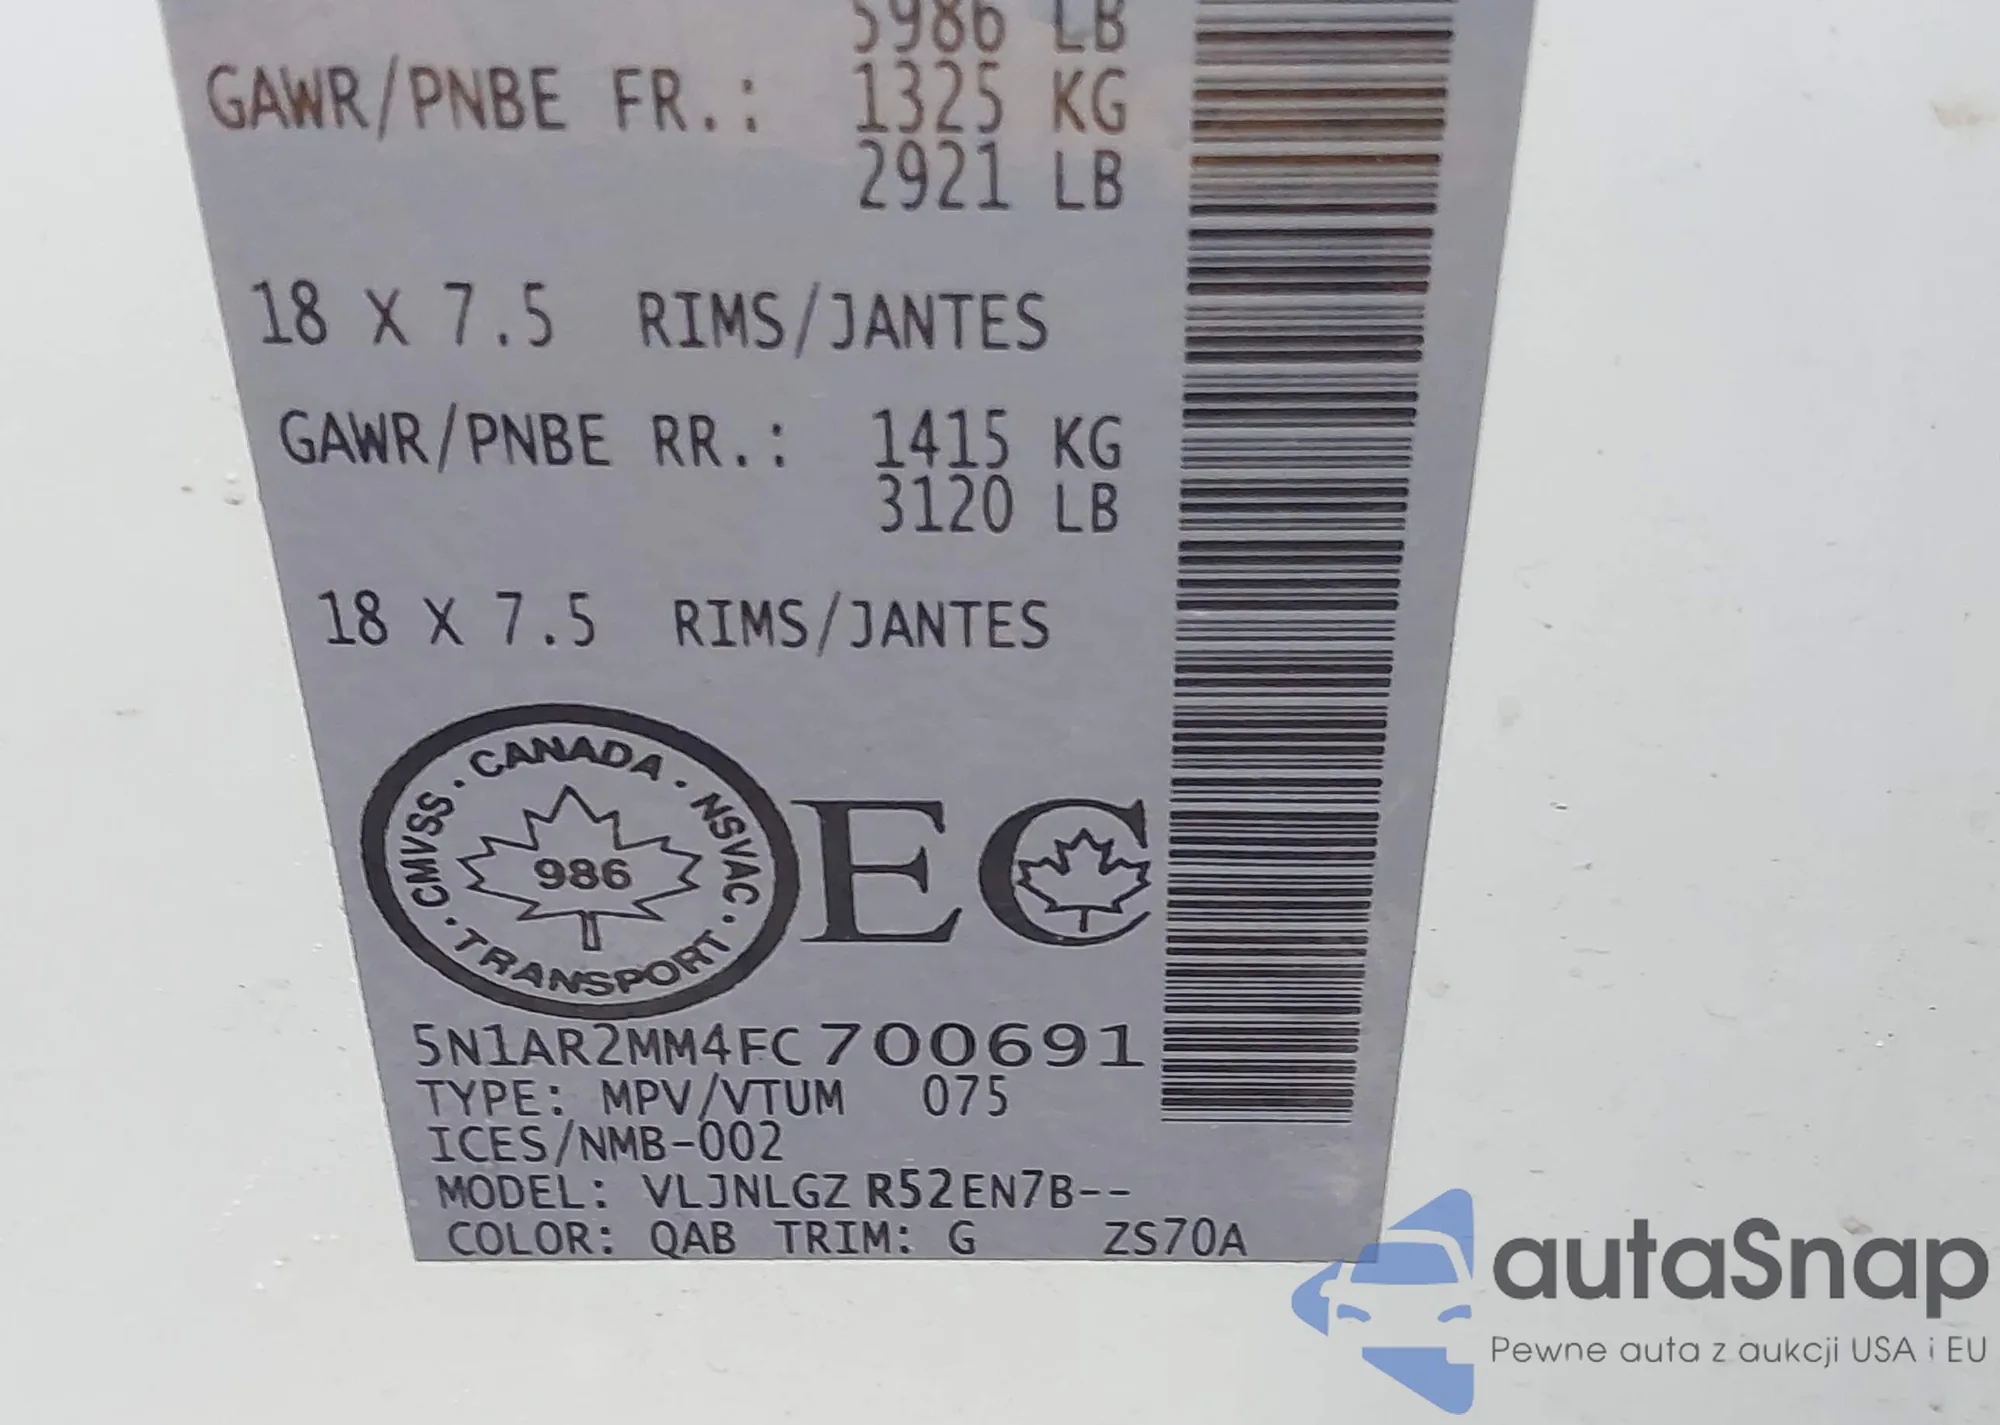 5986 LB
GAWR/PNBE FR.: 1325 KG
2921 LB
18 X 7.5 RIMS/JANTES
GAWR/PNBE RR.: 1415 KG
3120 LB
18 X 7.5 RIMS/JANTES
CANADA · NSVAC · TRANSPORT · CMVSS ·
986
EC
5N1AR2MM4FC700691
TYPE: MPV/VTUM 075
ICES/NMB-002
MODEL: VLJNLGZ R52EN7B--
COLOR: QAB TRIM: G ZS70A
autaSnap
Pewne auta z aukcji USA i EU